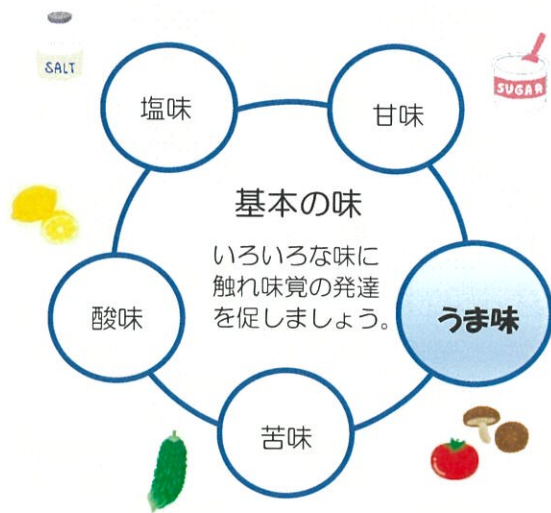 SALT
塩味
甘味
SUGAR
基本の味
いろいろな味に
触れ味覚の発達
を促しましょう。
酸味
うま味
苦味